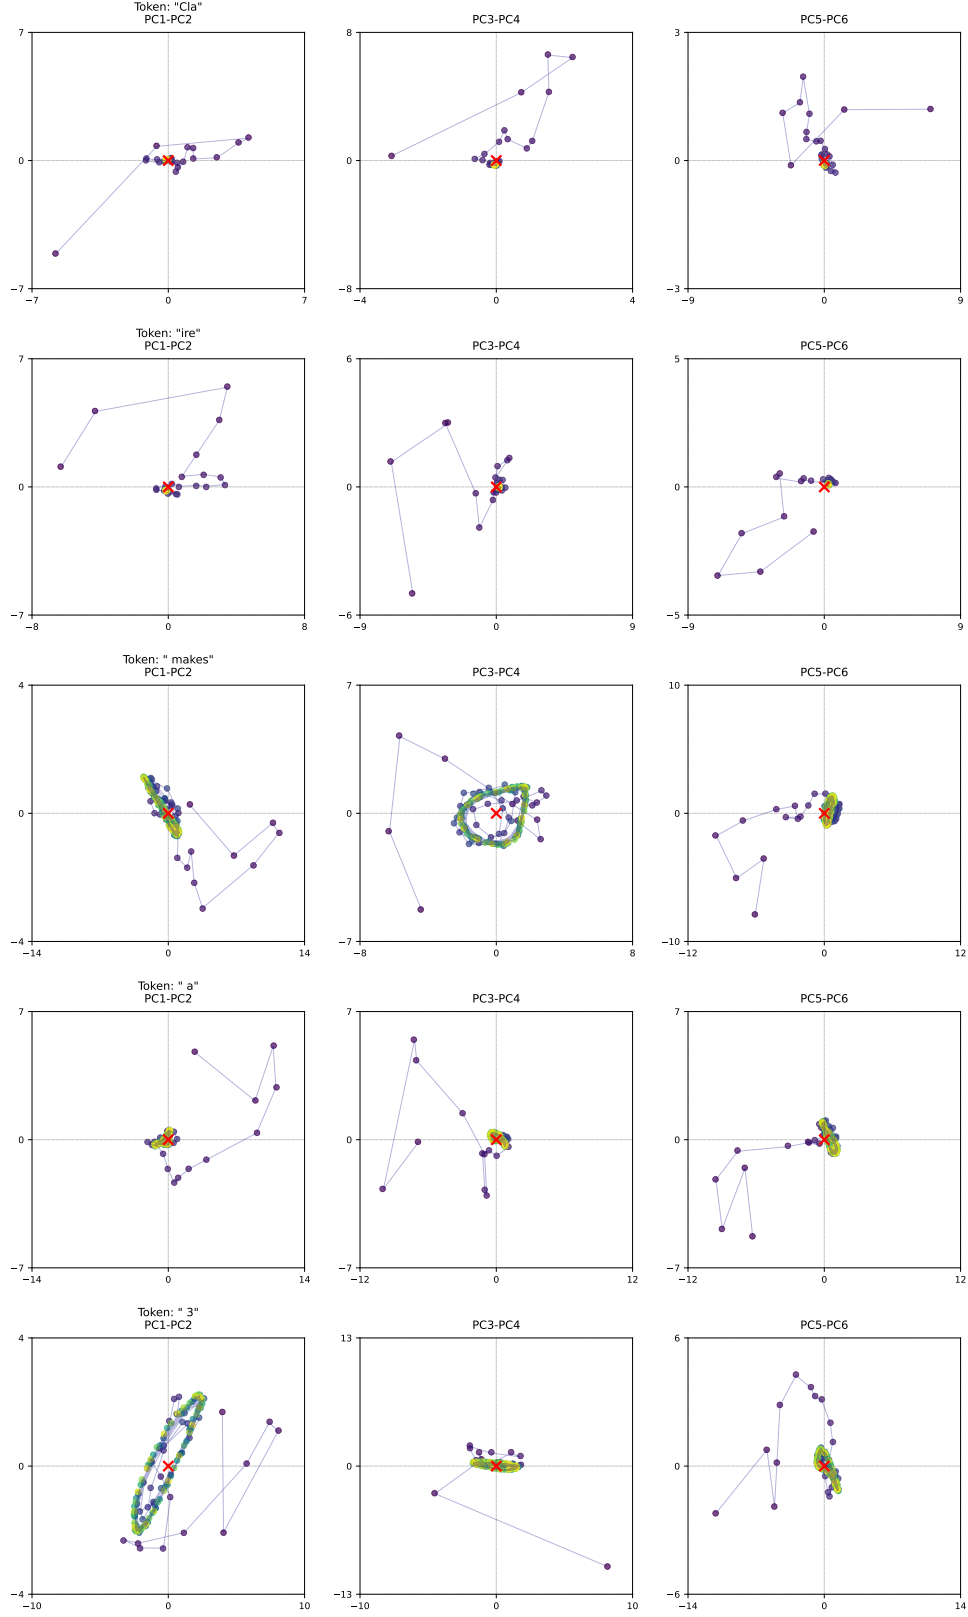 Token: "Cla"
PC1-PC2 PC3-PC4 PC5-PC6
7 8 3
0 0 0
−7 −8 −3
−7 0 7 −4 0 4 −9 0 9
Token: "ire"
PC1-PC2 PC3-PC4 PC5-PC6
7 6 5
0 0 0
−7 −6 −5
−8 0 8 −9 0 9 −9 0 9
Token: " makes"
PC1-PC2 PC3-PC4 PC5-PC6
4 7 10
0 0 0
−4 −7 −10
−14 0 14 −8 0 8 −12 0 12
Token: " a"
PC1-PC2 PC3-PC4 PC5-PC6
7 7 7
0 0 0
−7 −7 −7
−14 0 14 −12 0 12 −12 0 12
Token: " 3"
PC1-PC2 PC3-PC4 PC5-PC6
4 13 6
0 0 0
−4 −13 −6
−10 0 10 −10 0 10 −14 0 14